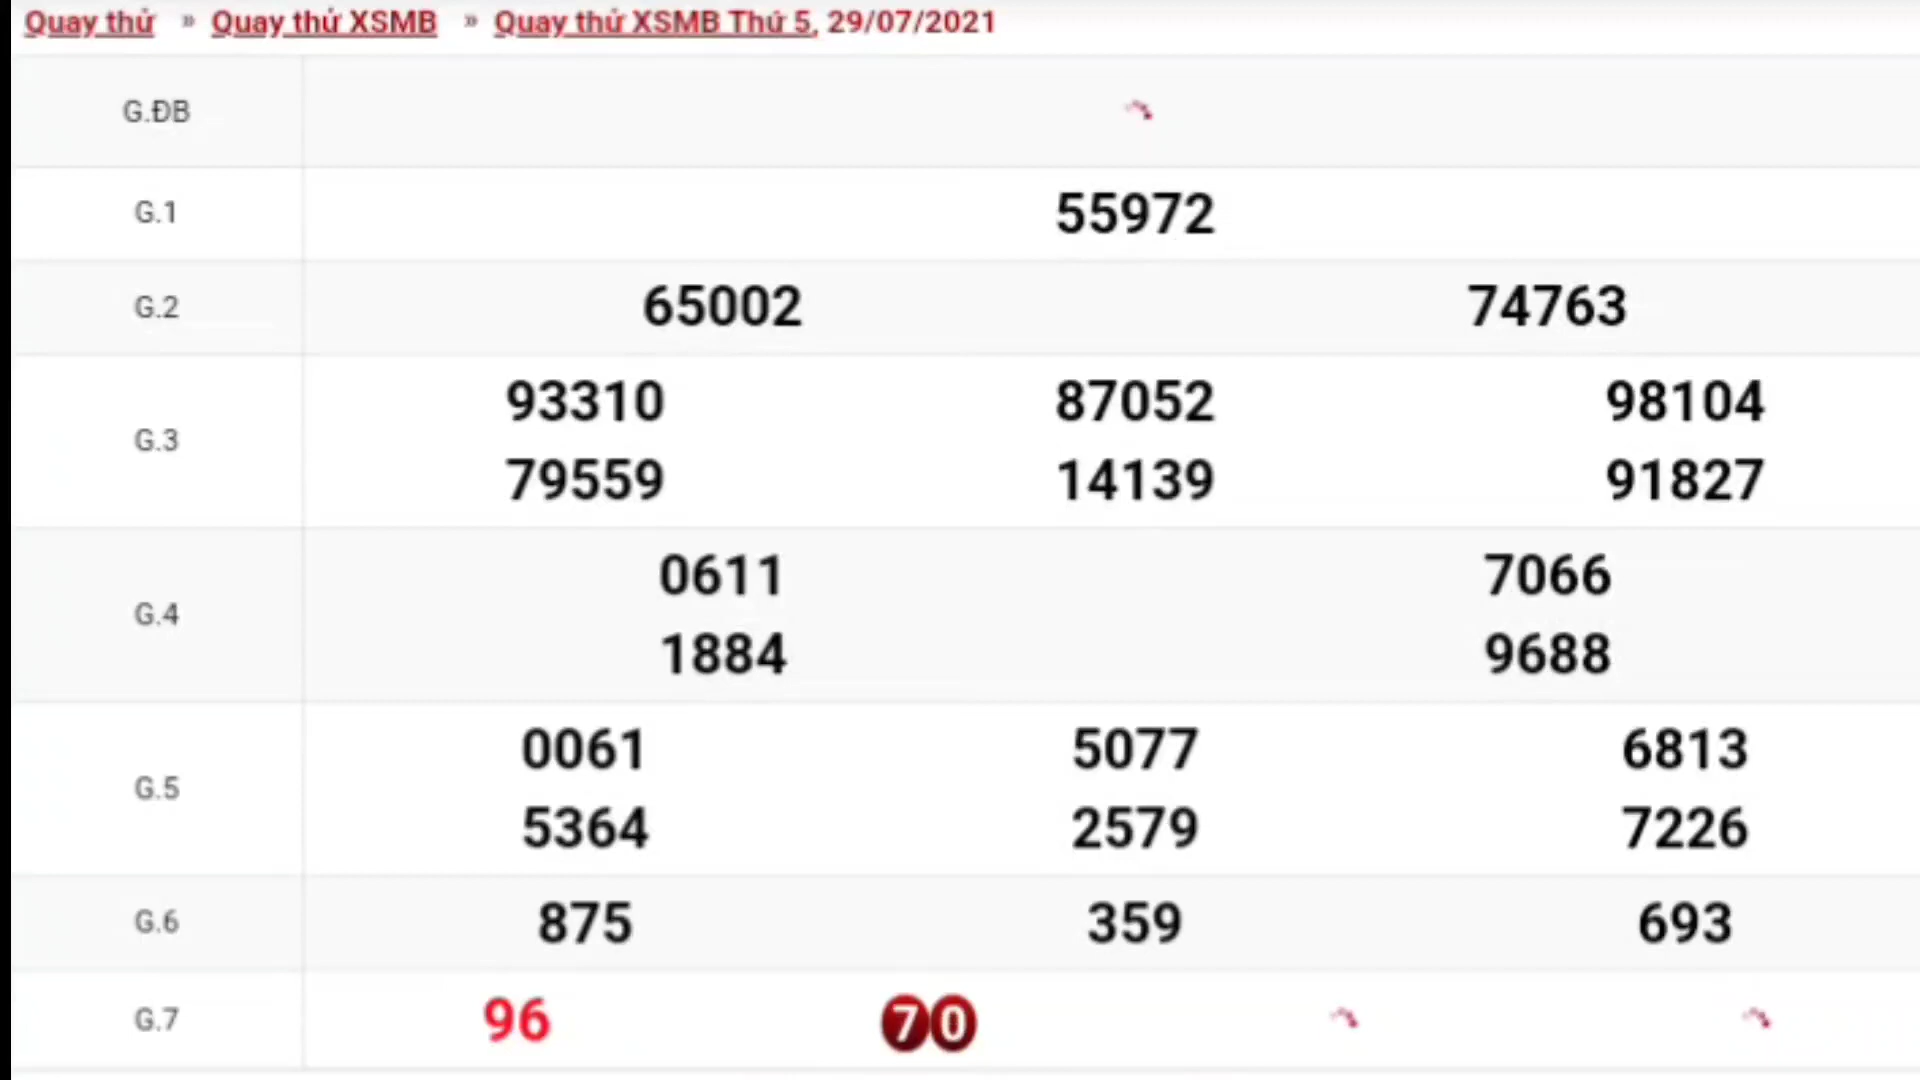 Quay thử » Quay thử XSMB » Quay thử XSMB Thứ 5, 29/07/2021
G.ĐB
G.1 55972
G.2 65002 74763
G.3
93310 87052 98104
79559 14139 91827
G.4
0611 7066
1884 9688
G.5
0061 5077 6813
5364 2579 7226
G.6 875 359 693
G.7 96 70